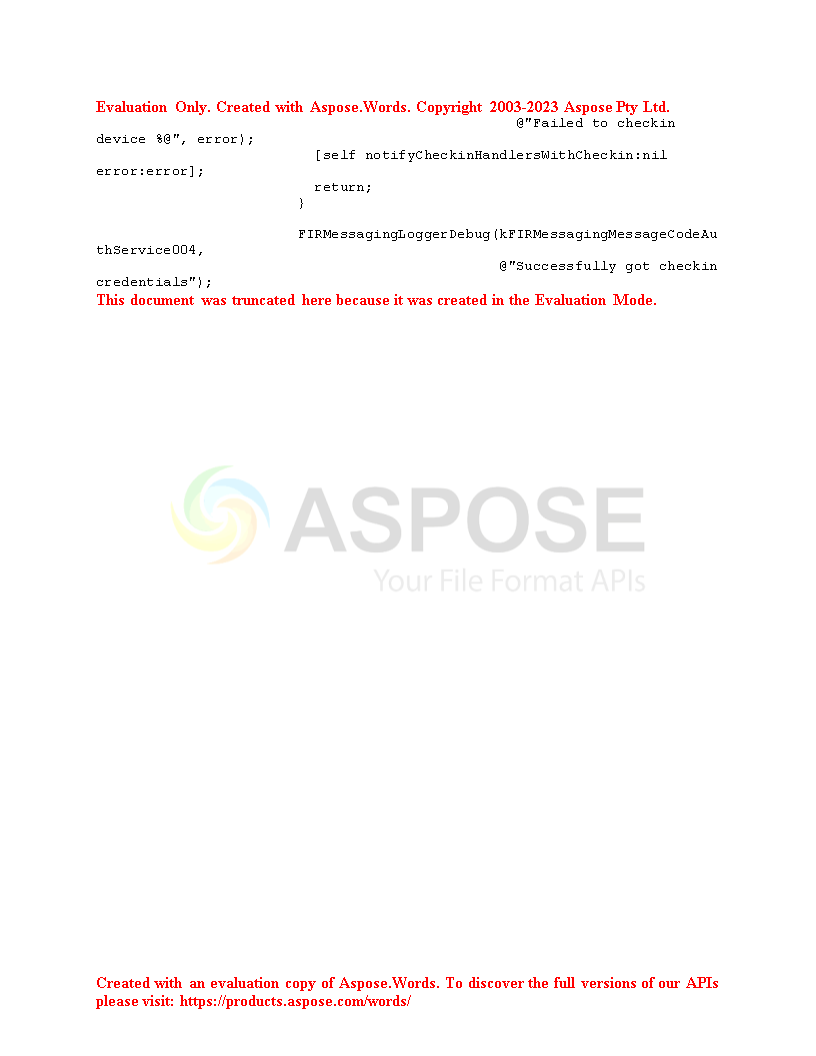 Evaluation Only. Created with Aspose.Words. Copyright 2003-2023 Aspose Pty Ltd.
@"Failed to checkin
device %@", error);
[self notifyCheckinHandlersWithCheckin:nil
error:error];
return;
}
FIRMessagingLoggerDebug(kFIRMessagingMessageCodeAu
thService004,
@"Successfully got checkin
credentials");
This document was truncated here because it was created in the Evaluation Mode.
ASPOSE
Your File Format APIs
Created with an evaluation copy of Aspose.Words. To discover the full versions of our APIs
please visit: https://products.aspose.com/words/